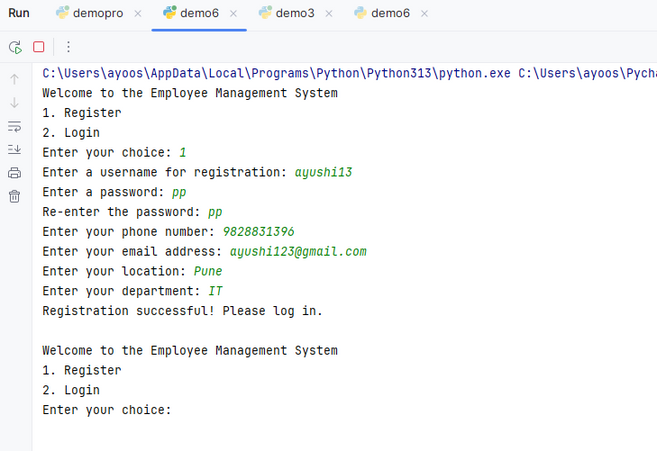 Run demopro demo6 demo3 demo6
C:\Users\ayoos\AppData\Local\Programs\Python\Python313\python.exe C:\Users\ayoos\Pych
Welcome to the Employee Management System
1. Register
2. Login
Enter your choice: 1
Enter a username for registration: ayushi13
Enter a password: pp
Re-enter the password: pp
Enter your phone number: 9828831396
Enter your email address: ayushi123@gmail.com
Enter your location: Pune
Enter your department: IT
Registration successful! Please log in.
Welcome to the Employee Management System
1. Register
2. Login
Enter your choice: